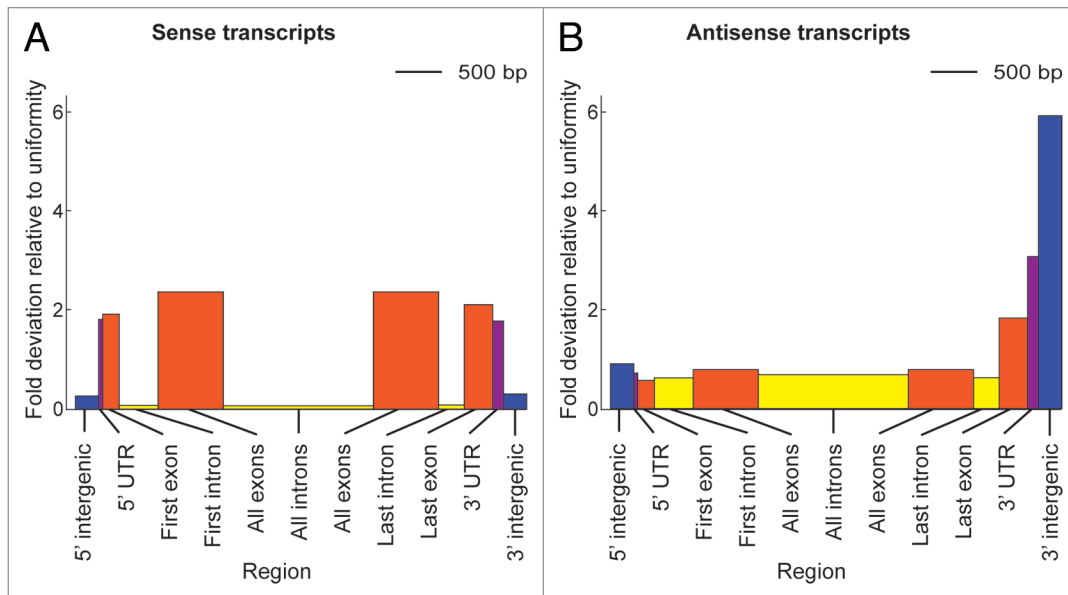 A
Sense transcripts
500 bp
Fold deviation relative to uniformity
6
4
2
0
5’ intergenic
5’ UTR
First exon
First intron
All exons
All introns
All exons
Last intron
Last exon
3’ UTR
3’ intergenic
Region
B
Antisense transcripts
500 bp
Fold deviation relative to uniformity
6
4
2
0
5’ intergenic
5’ UTR
First exon
First intron
All exons
All introns
All exons
Last intron
Last exon
3’ UTR
3’ intergenic
Region